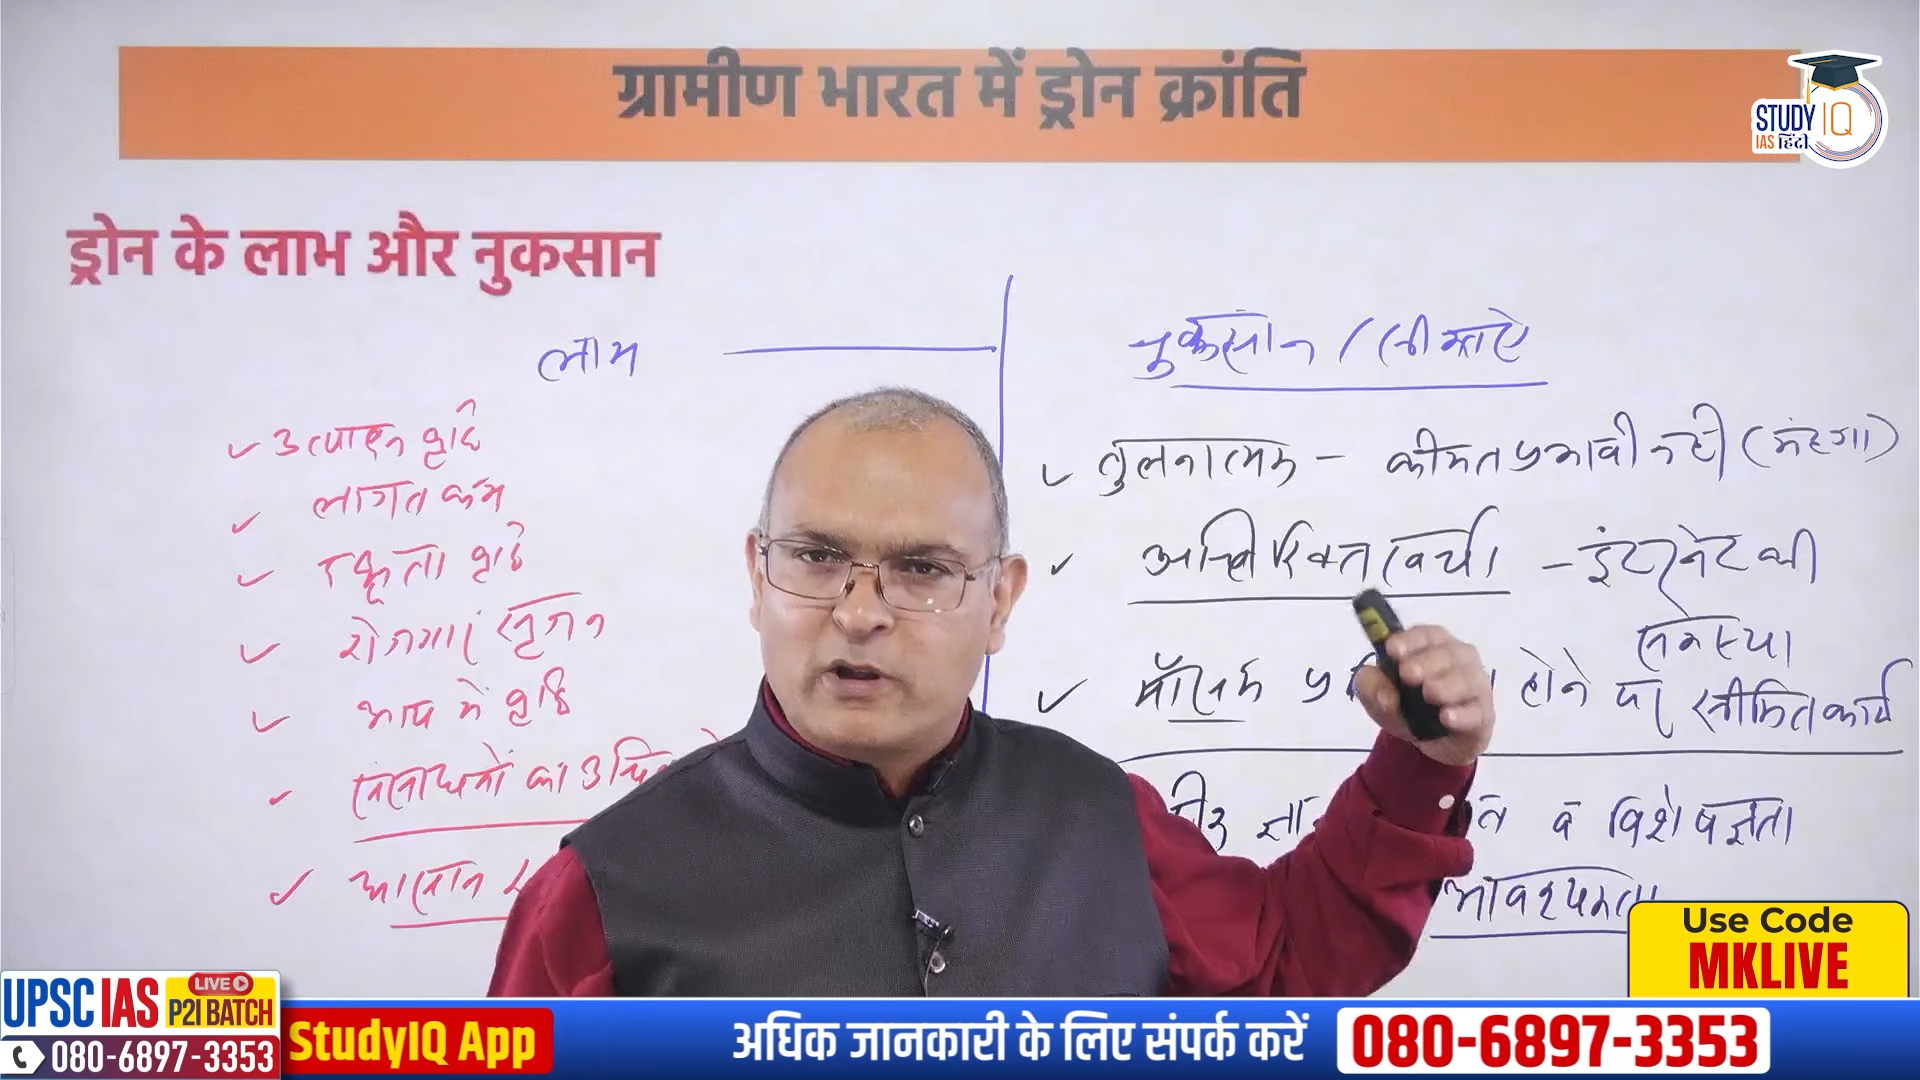 ग्रामीण भारत में ड्रोन क्रांति
STUDY IQ
IAS हिंदी
ड्रोन के लाभ और नुकसान
लाभ
उत्पादन वृद्धि
लागत कम
दक्षता वृद्धि
रोजगार सृजन
आय में वृद्धि
संसाधनों का
आसान
नुकसान / सीमाएं
तुलनात्मक - कीमत प्रभावी नही (मंहगा)
अतिरिक्त खर्चा - इंटरनेट की
समस्या
मौसम होने पर सीमित कार्य
व विशेषज्ञता
आवश्यकता
Use Code
MKLIVE
LIVE
UPSC IAS P2I BATCH
080-6897-3353
StudyIQ App
अधिक जानकारी के लिए संपर्क करें
080-6897-3353